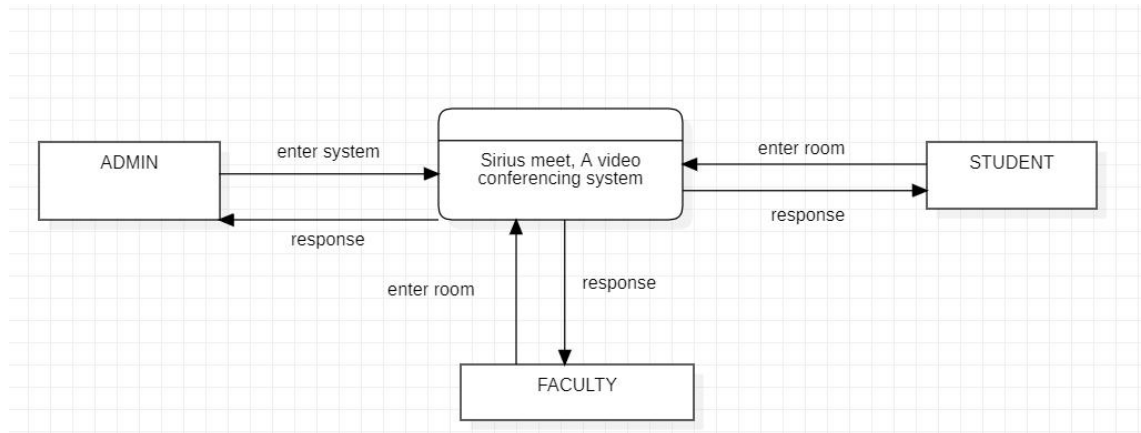 ADMIN
enter system
response
Sirius meet, A video
conferencing system
enter room
response
STUDENT
enter room
response
FACULTY